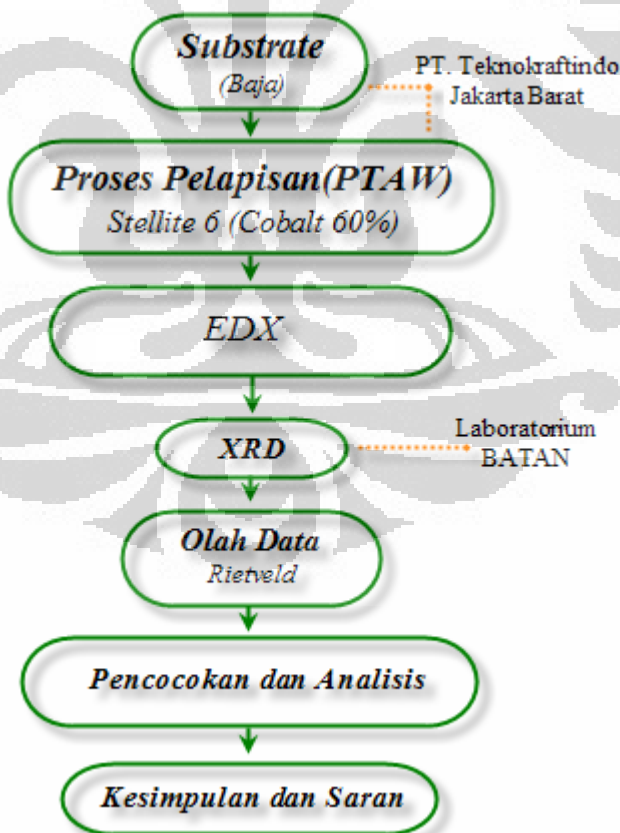 Substrate
(Baja)
PT. Teknokraftindo
Jakarta Barat
Proses Pelapisan(PTAW)
Stellite 6 (Cobalt 60%)
EDX
XRD
Laboratorium
BATAN
Olah Data
Rietveld
Pencocokan dan Analisis
Kesimpulan dan Saran